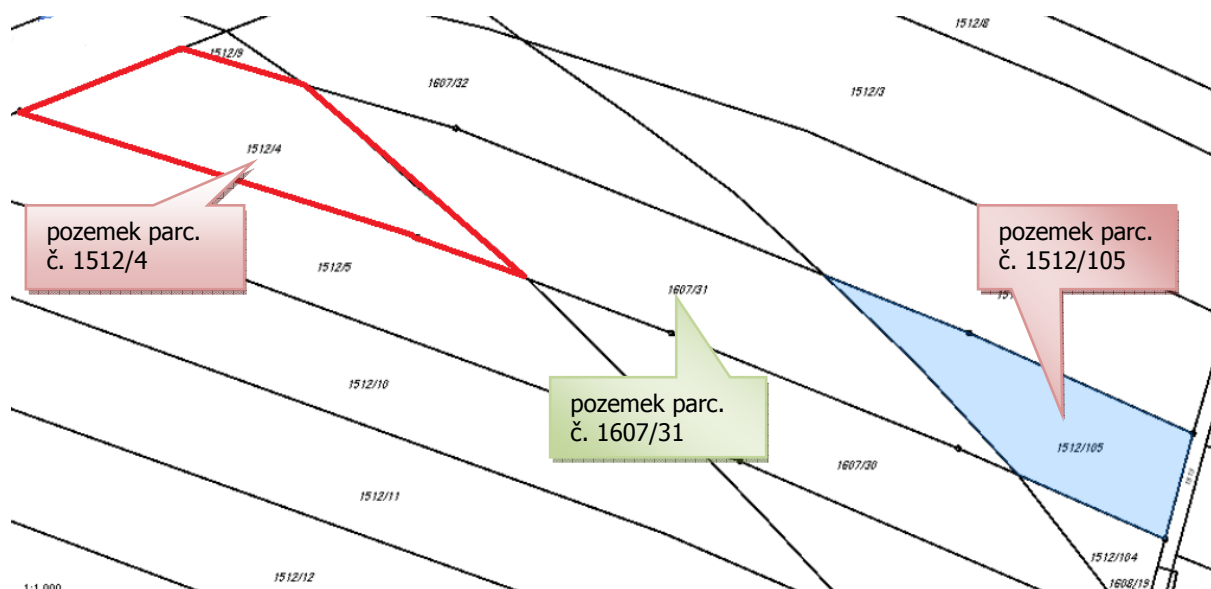 1512/8
1512/9
1607/32
1512/3
1512/4
pozemek parc.
č. 1512/4
pozemek parc.
č. 1512/105
1512/5
1607/31
pozemek parc.
č. 1607/31
1512/10
1512/105
1607/30
1512/11
1512/104
1512/12
1608/19
1:1 000